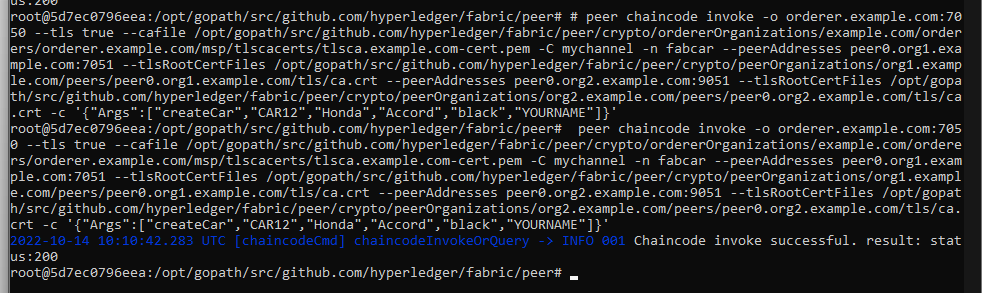 us:200
root@5d7ec0796eea:/opt/gopath/src/github.com/hyperledger/fabric/peer# # peer chaincode invoke -o orderer.example.com:70
50 --tls true --cafile /opt/gopath/src/github.com/hyperledger/fabric/peer/crypto/ordererOrganizations/example.com/order
ers/orderer.example.com/msp/tlscacerts/tlsca.example.com-cert.pem -C mychannel -n fabcar --peerAddresses peer0.org1.exa
mple.com:7051 --tlsRootCertFiles /opt/gopath/src/github.com/hyperledger/fabric/peer/crypto/peerOrganizations/org1.examp
le.com/peers/peer0.org1.example.com/tls/ca.crt --peerAddresses peer0.org2.example.com:9051 --tlsRootCertFiles /opt/gopa
th/src/github.com/hyperledger/fabric/peer/crypto/peerOrganizations/org2.example.com/peers/peer0.org2.example.com/tls/ca
.crt -c '{"Args":["createCar","CAR12","Honda","Accord","black","YOURNAME"]}'
root@5d7ec0796eea:/opt/gopath/src/github.com/hyperledger/fabric/peer#  peer chaincode invoke -o orderer.example.com:705
0 --tls true --cafile /opt/gopath/src/github.com/hyperledger/fabric/peer/crypto/ordererOrganizations/example.com/ordere
rs/orderer.example.com/msp/tlscacerts/tlsca.example.com-cert.pem -C mychannel -n fabcar --peerAddresses peer0.org1.exam
ple.com:7051 --tlsRootCertFiles /opt/gopath/src/github.com/hyperledger/fabric/peer/crypto/peerOrganizations/org1.exampl
e.com/peers/peer0.org1.example.com/tls/ca.crt --peerAddresses peer0.org2.example.com:9051 --tlsRootCertFiles /opt/gopat
h/src/github.com/hyperledger/fabric/peer/crypto/peerOrganizations/org2.example.com/peers/peer0.org2.example.com/tls/ca.
crt -c '{"Args":["createCar","CAR12","Honda","Accord","black","YOURNAME"]}'
2022-10-14 10:10:42.283 UTC [chaincodeCmd] chaincodeInvokeOrQuery -> INFO 001 Chaincode invoke successful. result: stat
us:200
root@5d7ec0796eea:/opt/gopath/src/github.com/hyperledger/fabric/peer#